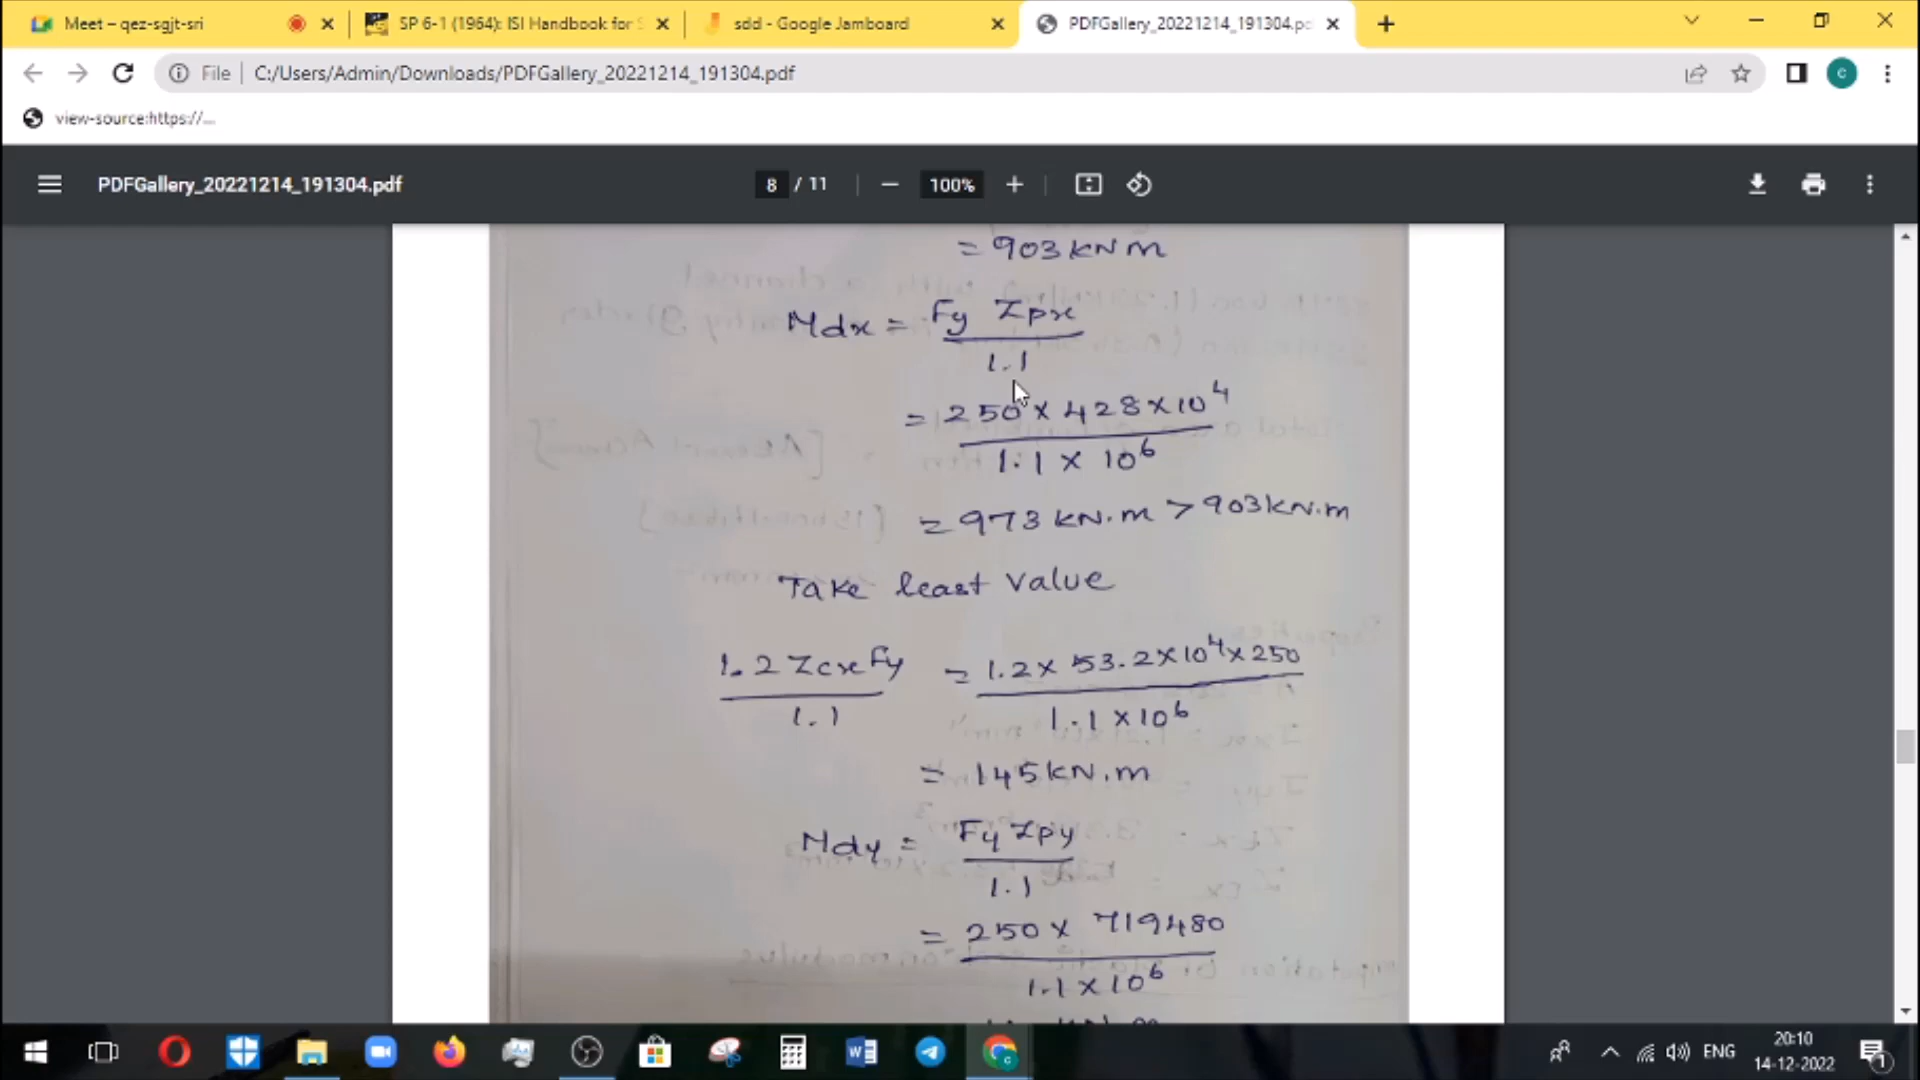 Meet – qez-sgjt-sri
SP 6-1 (1964): ISI Handbook for S
sdd - Google Jamboard
PDFGallery_20221214_191304.pd
File
C:/Users/Admin/Downloads/PDFGallery_20221214_191304.pdf
C
view-source:https://...
PDFGallery_20221214_191304.pdf
8 / 11
100%
= 903 kN m
Mdx = Fy Zpx
1.1
= 250 x 428 x 10^4
1.1 x 10^6
= 973 kN.m > 903 kN.m
Take least value
1.2 Zcx Fy = 1.2 x 53.2 x 10^4 x 250
1.1 1.1 x 10^6
= 145 kN.m
Mdy = Fy Zpy
1.1
= 250 x 719480
1.1 x 10^6
ENG
20:10
14-12-2022
1